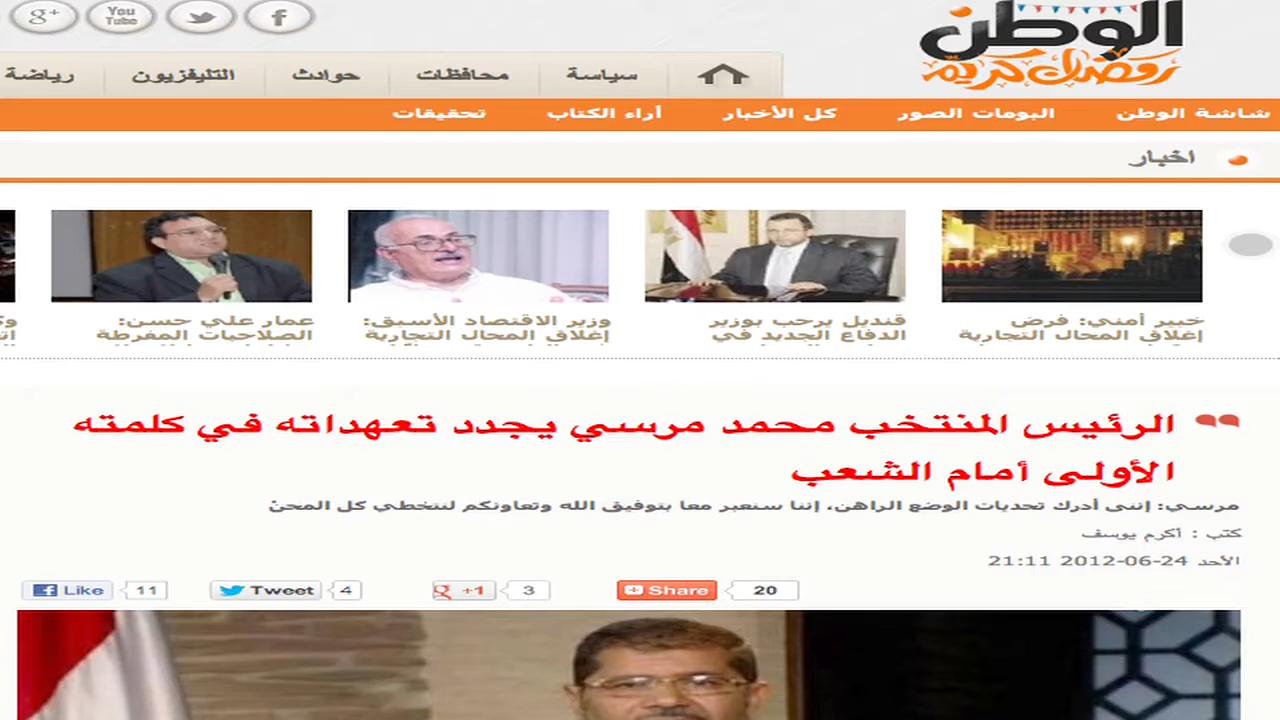 g+
You
Tube
f
الوطن
رمضان كريم
سياسة
محافظات
حوادث
التليفزيون
رياضة
شاشة الوطن
البومات الصور
كل الأخبار
أراء الكتاب
تحقيقات
اخبار
خبير أمني: فرض
إغلاق المحال التجارية
قنديل يرحب بوزير
الدفاع الجديد في
وزير الاقتصاد الأسبق:
إغلاق المحال التجارية
عمار علي حسن:
الصلاحيات المفرطة
الرئيس المنتخب محمد مرسي يجدد تعهداته في كلمته
الأولى أمام الشعب
مرسي: إننى أدرك تحديات الوضع الراهن، إننا سنعبر معا بتوفيق الله وتعاونكم لنتخطي كل المحن
كتب : أكرم يوسف
الأحد 24-06-2012 21:11
Like 11
Tweet 4
+1 3
Share 20